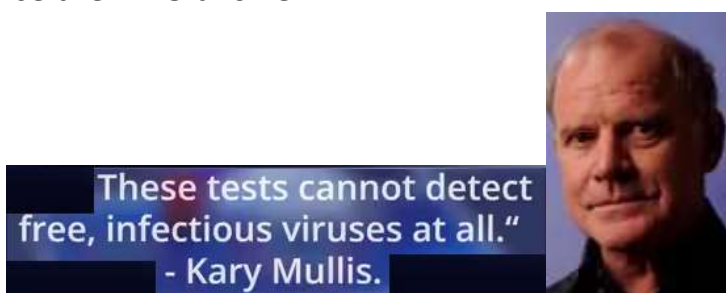 These tests cannot detect
free, infectious viruses at all.“
- Kary Mullis.